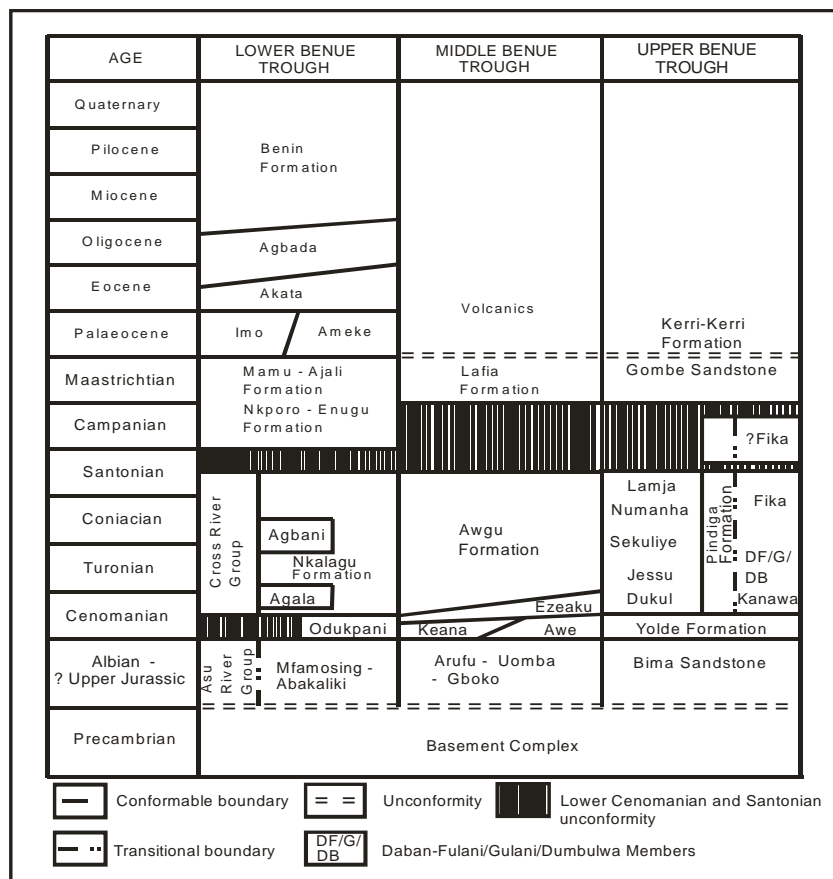 AGE
LOWER BENUE
TROUGH
MIDDLE BENUE
TROUGH
UPPER BENUE
TROUGH
Quaternary
Pilocene
Miocene
Oligocene
Eocene
Palaeocene
Maastrichtian
Campanian
Santonian
Coniacian
Turonian
Cenomanian
Albian -
? Upper Jurassic
Precambrian
Benin
Formation
Agbada
Akata
Imo
Ameke
Mamu - Ajali
Formation
Nkporo - Enugu
Formation
Cross River
Group
Agbani
Nkalagu
Formation
Agala
Odukpani
Asu
River
Group
Mfamosing -
Abakaliki
Volcanics
Lafia
Formation
Awgu
Formation
Ezeaku
Keana
Awe
Arufu - Uomba
- Gboko
Kerri-Kerri
Formation
Gombe Sandstone
?Fika
Lamja
Numanha
Sekuliye
Jessu
Dukul
Pindiga
Formation
Fika
DF/G/
DB
Kanawa
Yolde Formation
Bima Sandstone
Basement Complex
Conformable boundary
Unconformity
Lower Cenomanian and Santonian
unconformity
Transitional boundary
DF/G/
DB
Daban-Fulani/Gulani/Dumbulwa Members